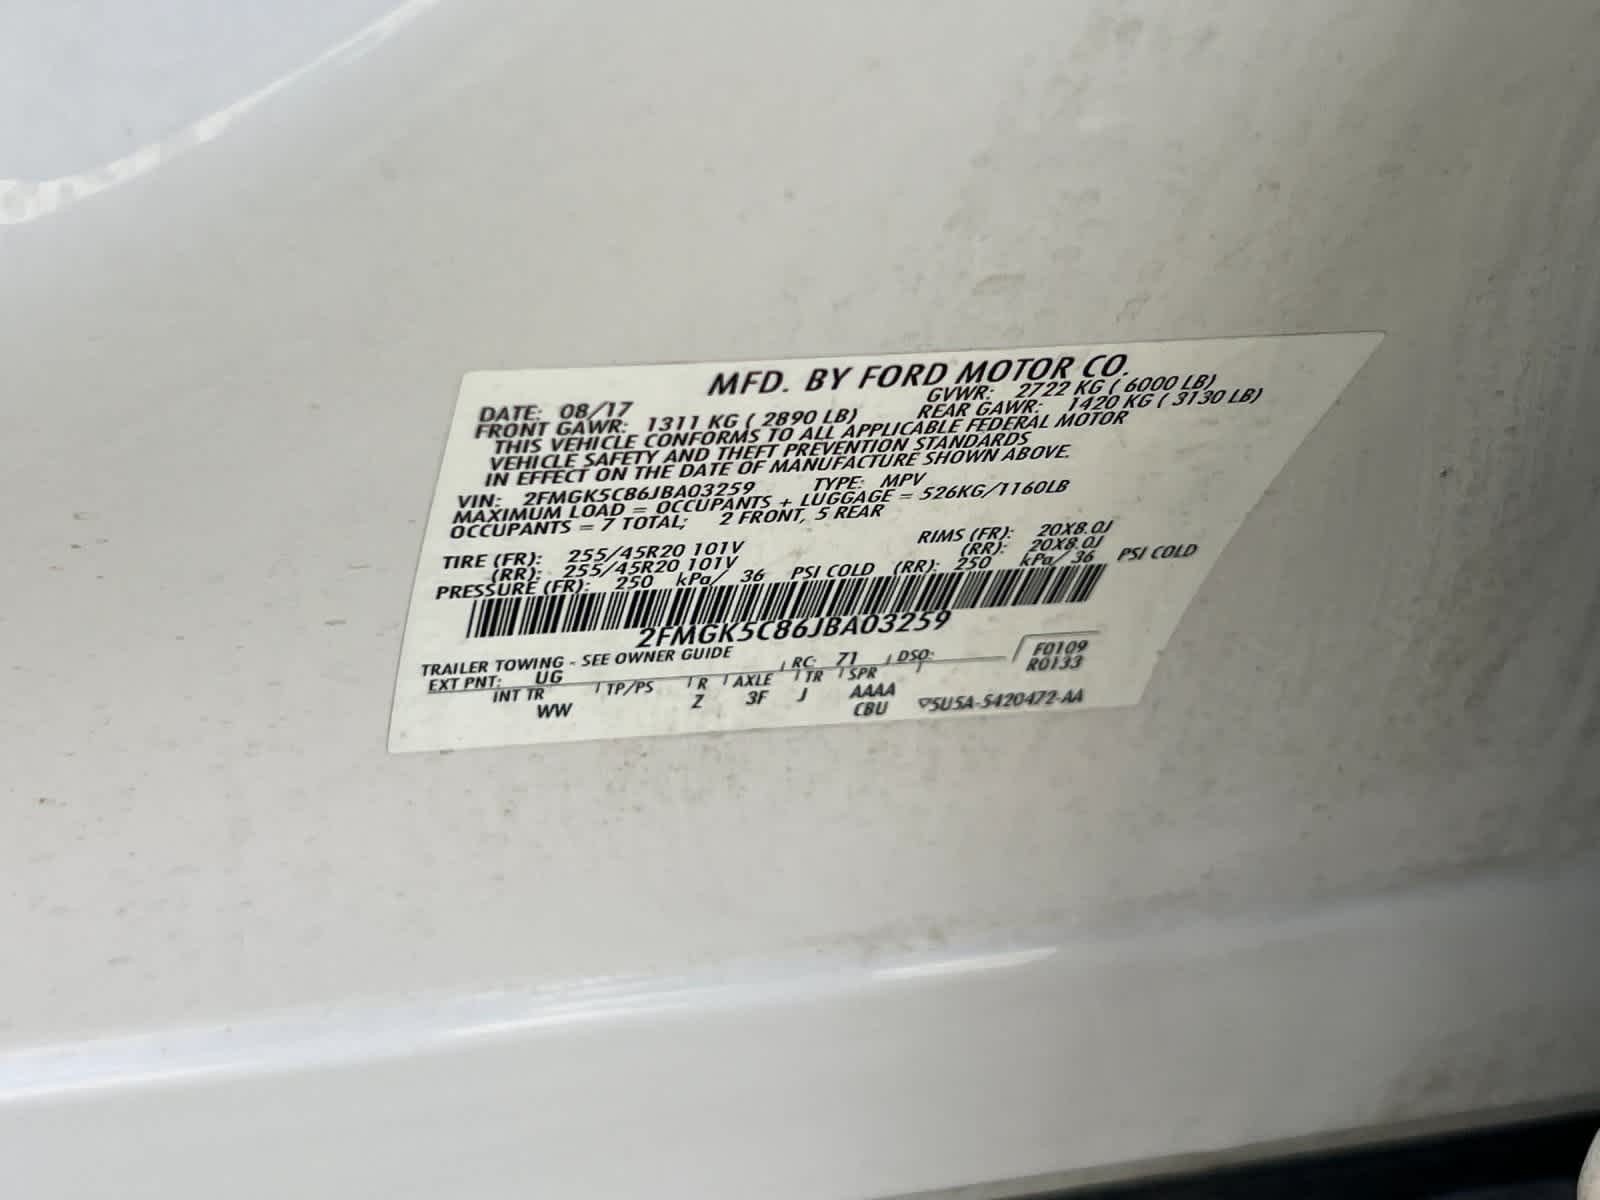 MFD. BY FORD MOTOR CO.
DATE: 08/17 GVWR: 2722 KG ( 6000 LB)
FRONT GAWR: 1311 KG ( 2890 LB) REAR GAWR: 1420 KG ( 3130 LB)
THIS VEHICLE CONFORMS TO ALL APPLICABLE FEDERAL MOTOR
VEHICLE SAFETY AND THEFT PREVENTION STANDARDS
IN EFFECT ON THE DATE OF MANUFACTURE SHOWN ABOVE.
VIN: 2FMGK5C86JBA03259 TYPE: MPV
MAXIMUM LOAD = OCCUPANTS + LUGGAGE = 526KG/1160LB
OCCUPANTS = 7 TOTAL; 2 FRONT, 5 REAR
TIRE (FR): 255/45R20 101V RIMS (FR): 20X8.0J
(RR): 255/45R20 101V (RR): 20X8.0J
PRESSURE (FR): 250 kPa/ 36 PSI COLD (RR): 250 kPa/ 36 PSI COLD
2FMGK5C86JBA03259
TRAILER TOWING - SEE OWNER GUIDE
EXT PNT: UG RC: 71 DSO: F0109
INT TR TP/PS R AXLE TR SPR R0133
WW Z 3F J AAAA
CBU 5U5A-5420472-AA